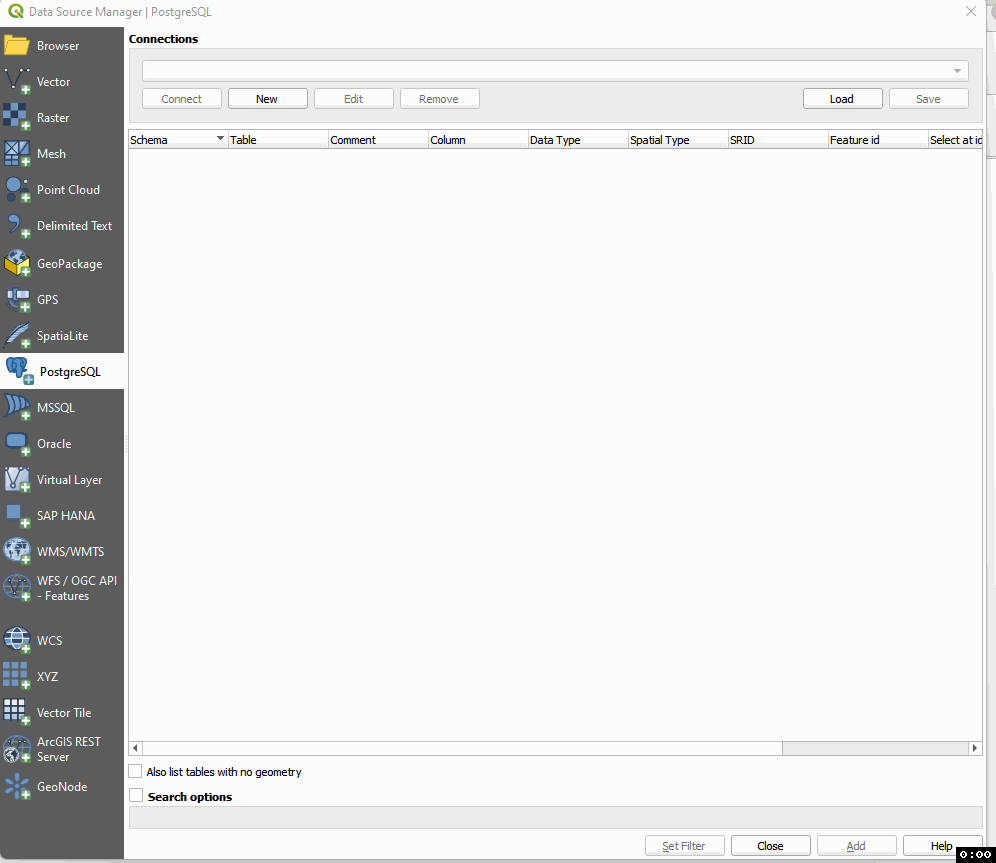 Data Source Manager | PostgreSQL
Browser
Vector
Raster
Mesh
Point Cloud
Delimited Text
GeoPackage
GPS
SpatiaLite
PostgreSQL
MSSQL
Oracle
Virtual Layer
SAP HANA
WMS/WMTS
WFS / OGC API
- Features
WCS
XYZ
Vector Tile
ArcGIS REST
Server
GeoNode
Connections
Connect New Edit Remove Load Save
Schema Table Comment Column Data Type Spatial Type SRID Feature id Select at id
Also list tables with no geometry
Search options
Set Filter Close Add Help
0:00